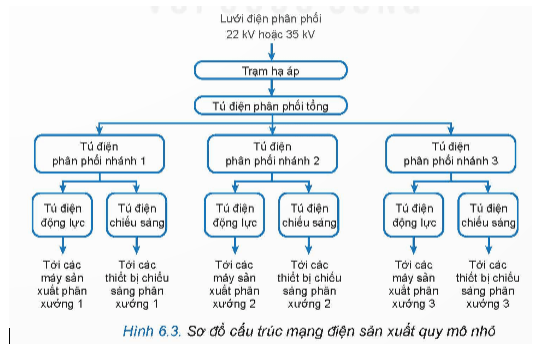 Lưới điện phân phối
22 kV hoặc 35 kV
Trạm hạ áp
Tủ điện phân phối tổng
Tủ điện
phân phối nhánh 1
Tủ điện
phân phối nhánh 2
Tủ điện
phân phối nhánh 3
Tủ điện
động lực
Tủ điện
chiếu sáng
Tủ điện
động lực
Tủ điện
chiếu sáng
Tủ điện
động lực
Tủ điện
chiếu sáng
Tới các
máy sản
xuất phân
xưởng 1
Tới các
thiết bị chiếu
sáng phân
xưởng 1
Tới các
máy sản
xuất phân
xưởng 2
Tới các
thiết bị chiếu
sáng phân
xưởng 2
Tới các
máy sản
xuất phân
xưởng 3
Tới các
thiết bị chiếu
sáng phân
xưởng 3
Hình 6.3. Sơ đồ cấu trúc mạng điện sản xuất quy mô nhỏ